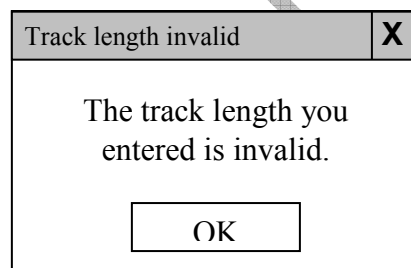 Track length invalid X
The track length you
entered is invalid.
OK